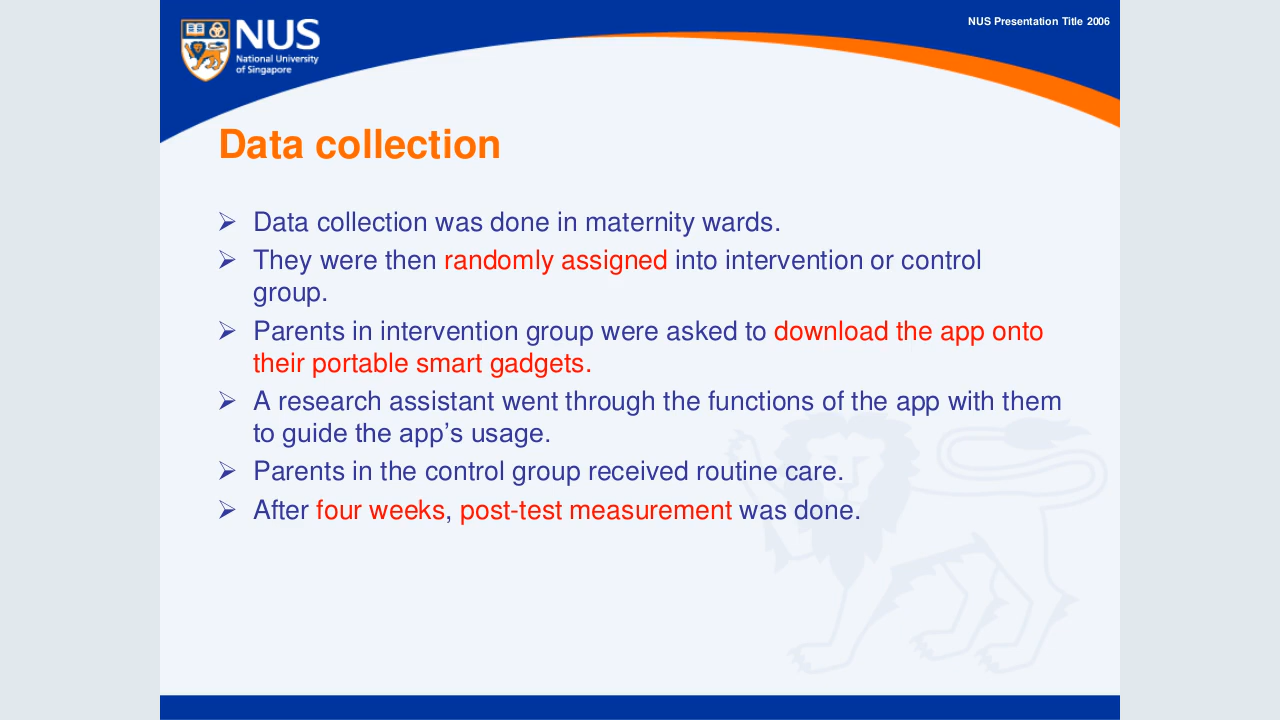 NUS Presentation Title 2006
NUS
National University
of Singapore
Data collection
➢ Data collection was done in maternity wards.
➢ They were then randomly assigned into intervention or control
group.
➢ Parents in intervention group were asked to download the app onto
their portable smart gadgets.
➢ A research assistant went through the functions of the app with them
to guide the app’s usage.
➢ Parents in the control group received routine care.
➢ After four weeks, post-test measurement was done.